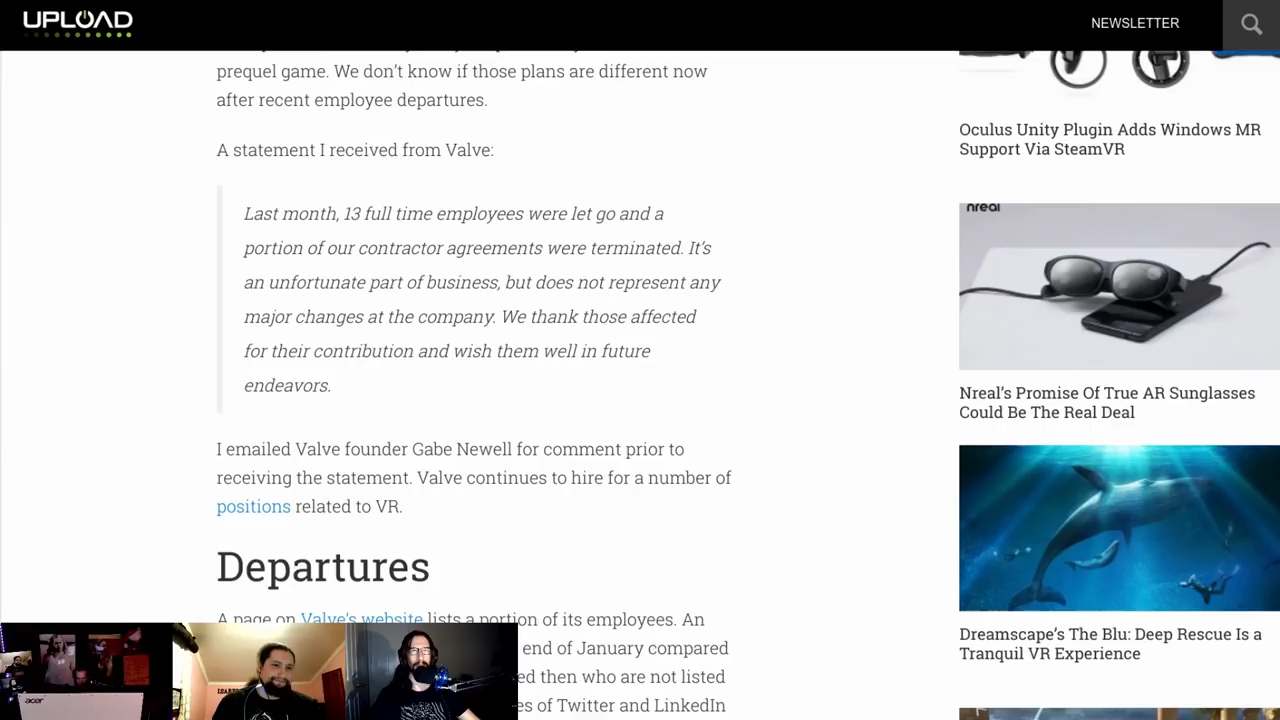 UPLOAD
NEWSLETTER
prequel game. We don't know if those plans are different now
after recent employee departures.
A statement I received from Valve:
Last month, 13 full time employees were let go and a
portion of our contractor agreements were terminated. It's
an unfortunate part of business, but does not represent any
major changes at the company. We thank those affected
for their contribution and wish them well in future
endeavors.
I emailed Valve founder Gabe Newell for comment prior to
receiving the statement. Valve continues to hire for a number of
positions related to VR.
Departures
A page on Valve's website lists a portion of its employees. An
end of January compared
ed then who are not listed
es of Twitter and LinkedIn
Oculus Unity Plugin Adds Windows MR
Support Via SteamVR
nreal
Nreal's Promise Of True AR Sunglasses
Could Be The Real Deal
Dreamscape's The Blu: Deep Rescue Is a
Tranquil VR Experience
acer